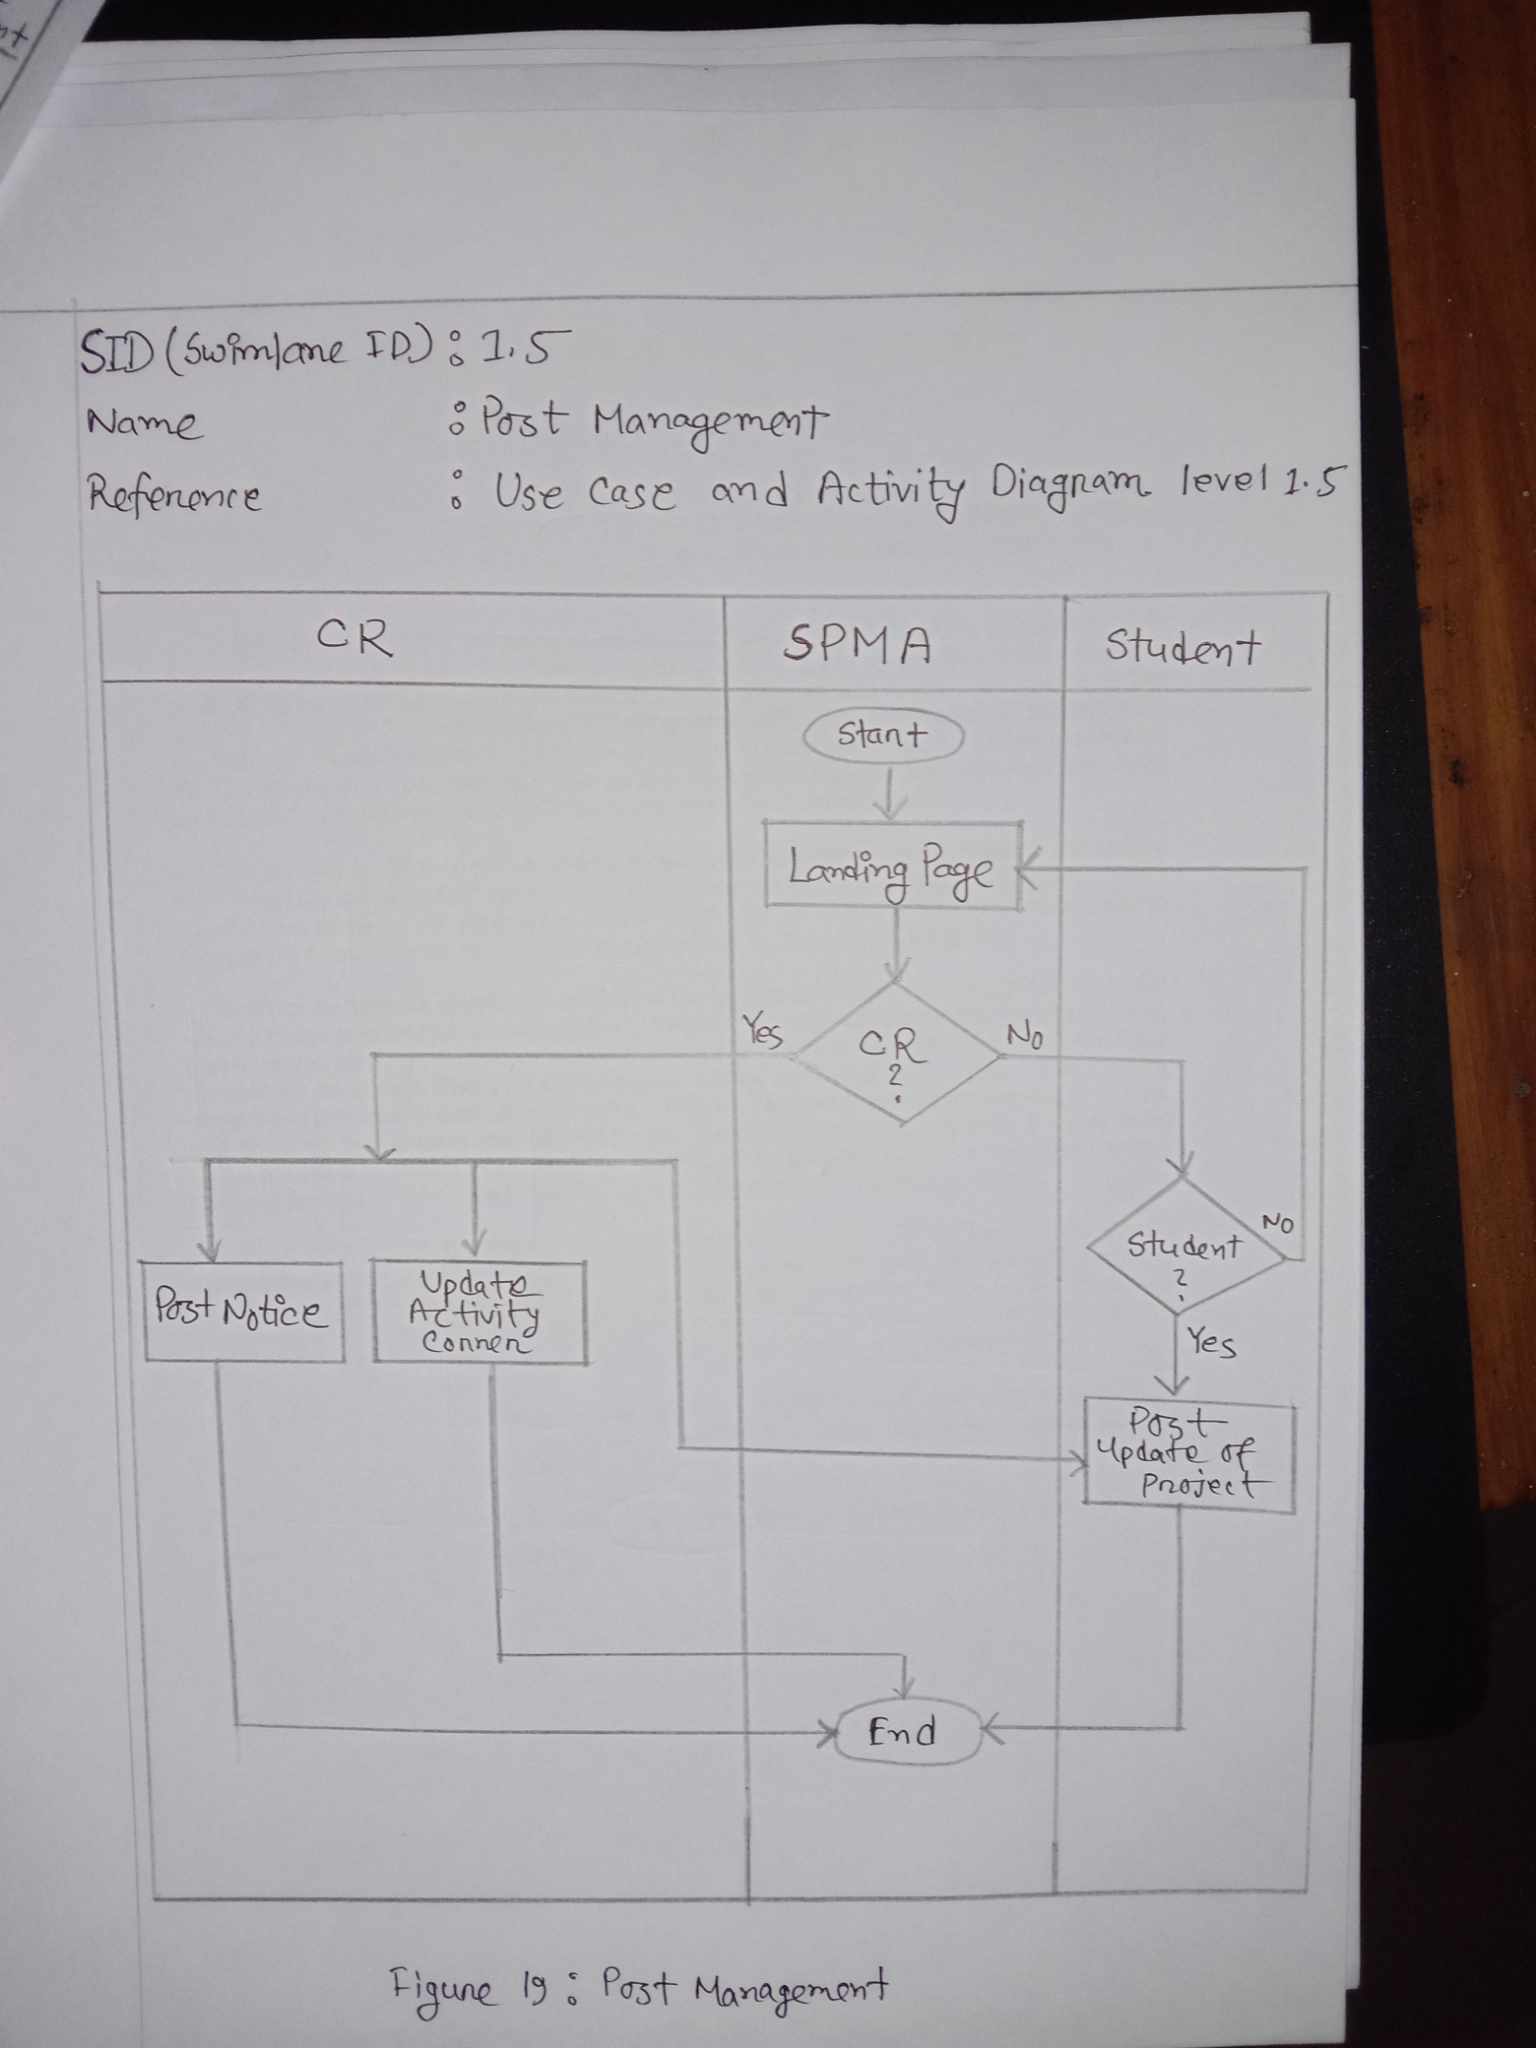 SID (Swimlane ID) : 1.5
Name : Post Management
Reference : Use Case and Activity Diagram level 1.5
CR SPMA Student
Start
Landing Page
Yes
CR
?
No
Student
?
No
Yes
Post Notice
Update
Activity
Corner
Post
Update of
Project
End
Figure 19 : Post Management